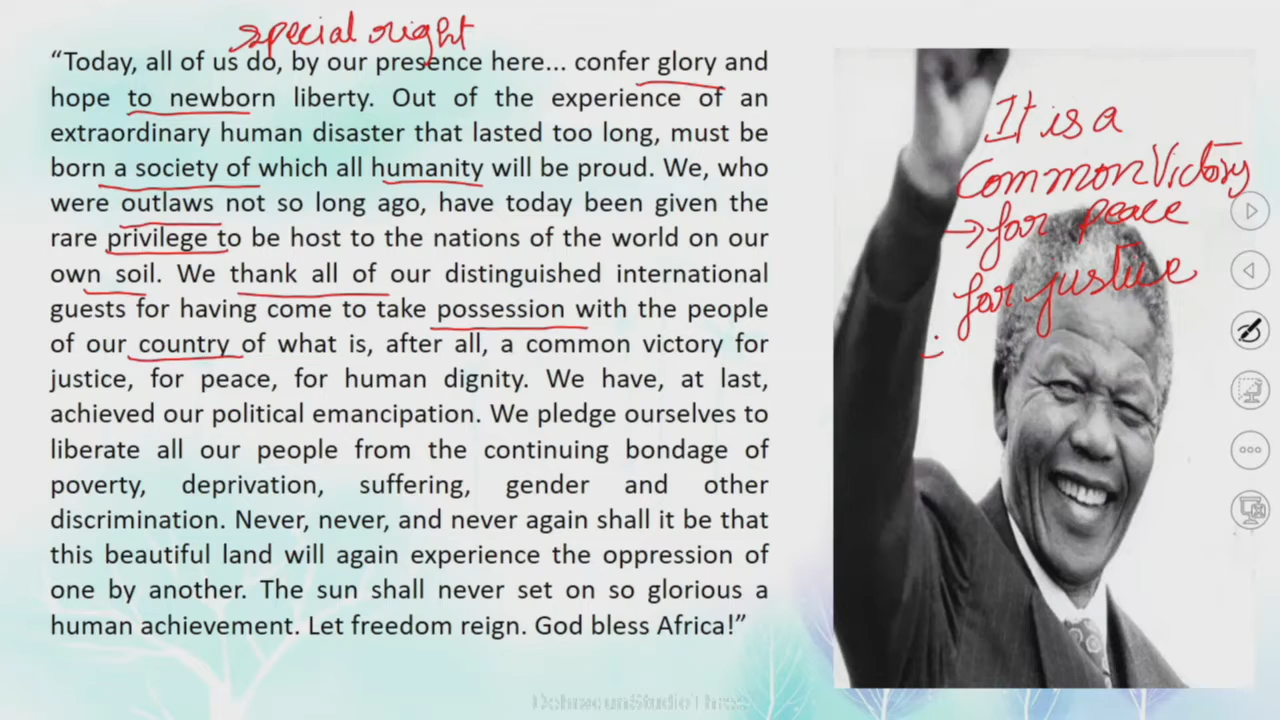 special right
“Today, all of us do, by our presence here... confer glory and
hope to newborn liberty. Out of the experience of an
extraordinary human disaster that lasted too long, must be
born a society of which all humanity will be proud. We, who
were outlaws not so long ago, have today been given the
rare privilege to be host to the nations of the world on our
own soil. We thank all of our distinguished international
guests for having come to take possession with the people
of our country of what is, after all, a common victory for
justice, for peace, for human dignity. We have, at last,
achieved our political emancipation. We pledge ourselves to
liberate all our people from the continuing bondage of
poverty, deprivation, suffering, gender and other
discrimination. Never, never, and never again shall it be that
this beautiful land will again experience the oppression of
one by another. The sun shall never set on so glorious a
human achievement. Let freedom reign. God bless Africa!”
It is a
Common Victory
→ for peace
for justice